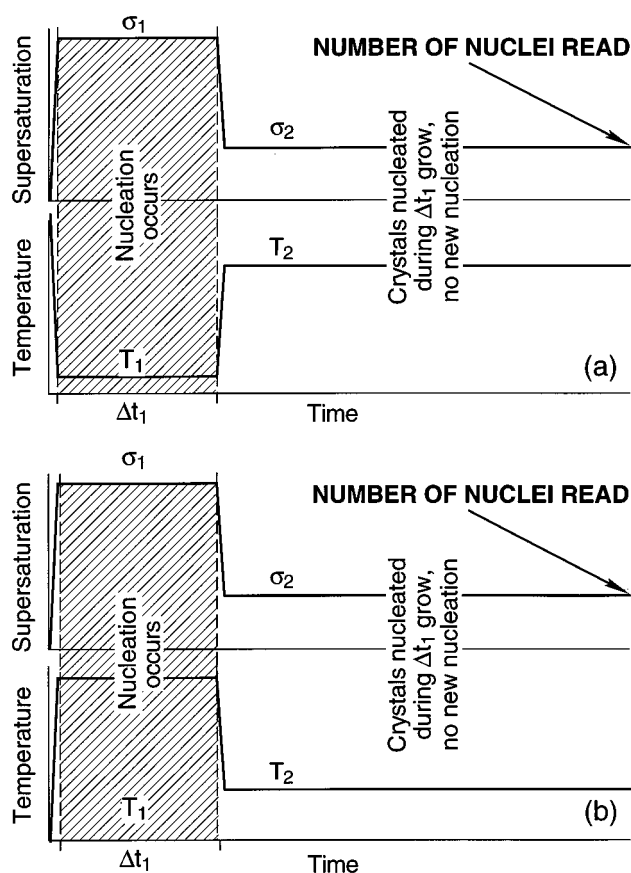 σ₁
NUMBER OF NUCLEI READ
Supersaturation
σ₂
Nucleation
occurs
Crystals nucleated
during Δt₁ grow,
no new nucleation
Temperature
T₂
T₁
(a)
Δt₁
Time
σ₁
NUMBER OF NUCLEI READ
Supersaturation
σ₂
Nucleation
occurs
Crystals nucleated
during Δt₁ grow,
no new nucleation
Temperature
T₂
T₁
(b)
Δt₁
Time